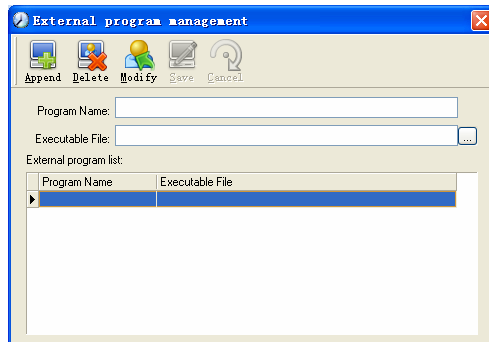 External program management
Append Delete Modify Save Cancel
Program Name:
Executable File: ...
External program list:
Program Name Executable File